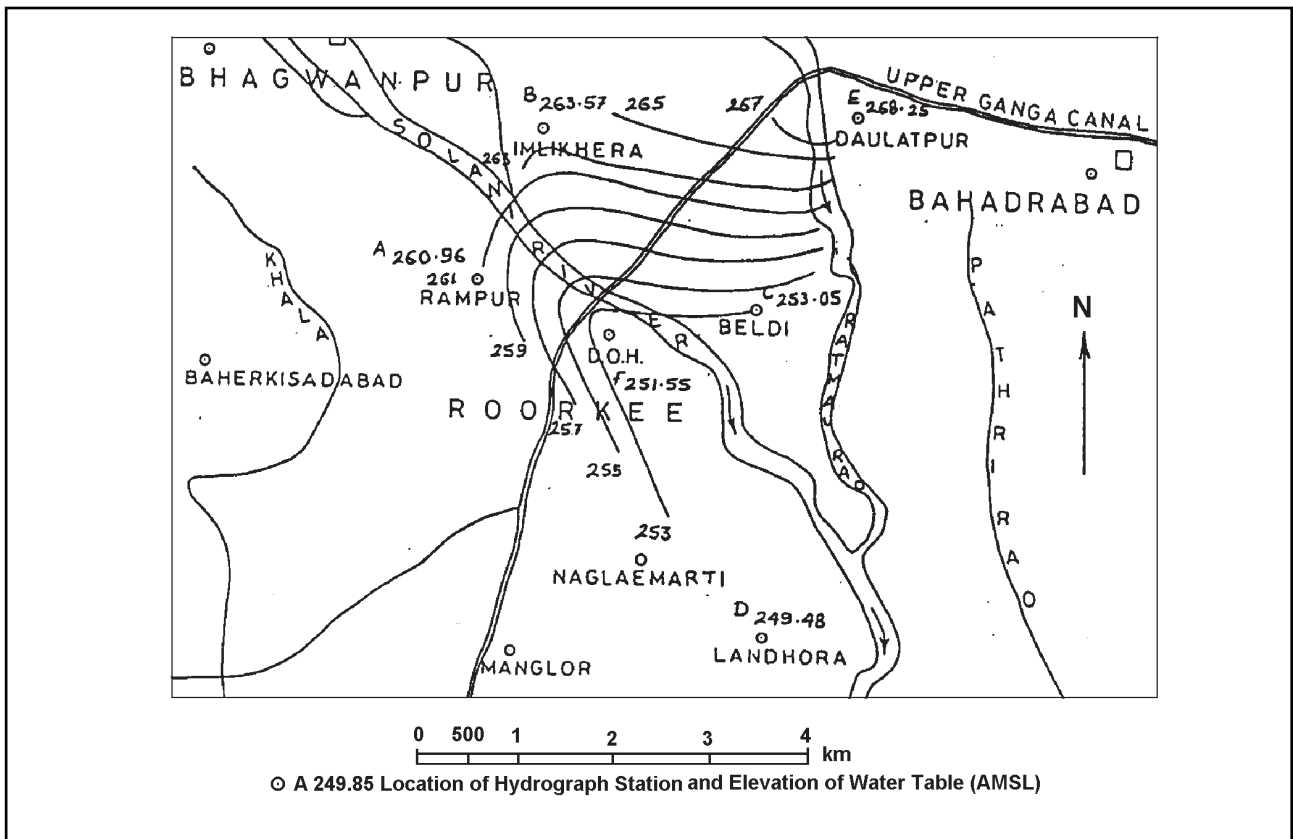 BHAGWANPUR
UPPER GANGA CANAL
B 263.57
265
267
E 268.25
DAULATPUR
IMLIKHERA
263
SOLANI RIVER
BAHADRABAD
A 260.96
261
RAMPUR
KHALA
C 253.05
BELDI
N
PATHRI RAO
RATMAU RAO
259
D.O.H.
F 251.55
BAHERKISADABAD
ROORKEE
257
255
253
NAGLAEMARTI
D 249.48
LANDHORA
MANGLOR
0 500 1 2 3 4 km
A 249.85 Location of Hydrograph Station and Elevation of Water Table (AMSL)